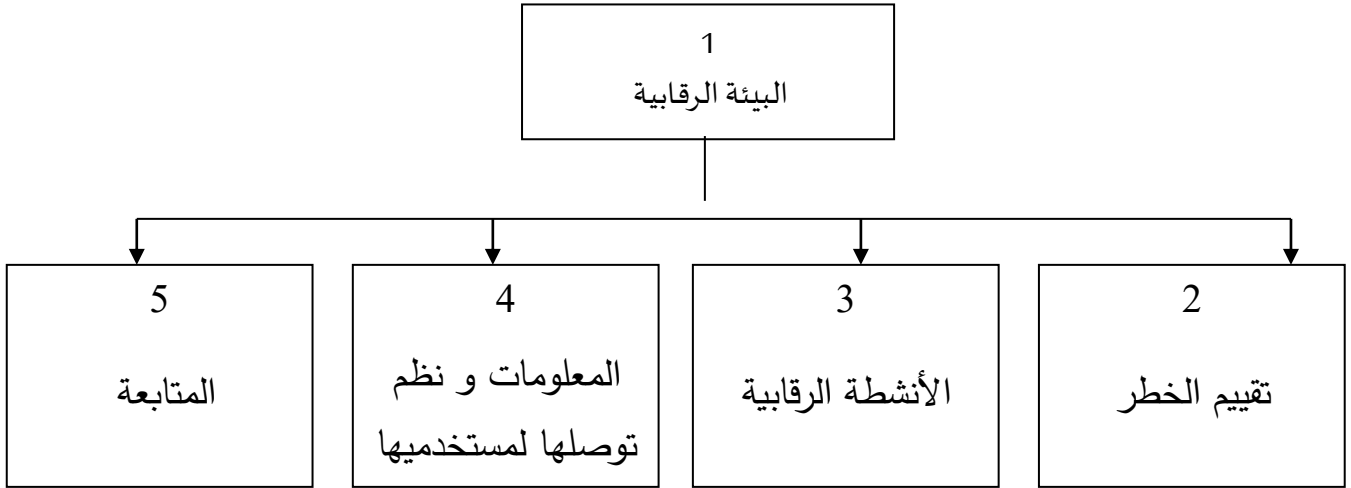 1
البيئة الرقابية
2
تقييم الخطر
3
الأنشطة الرقابية
4
المعلومات و نظم
توصلها لمستخدميها
5
المتابعة